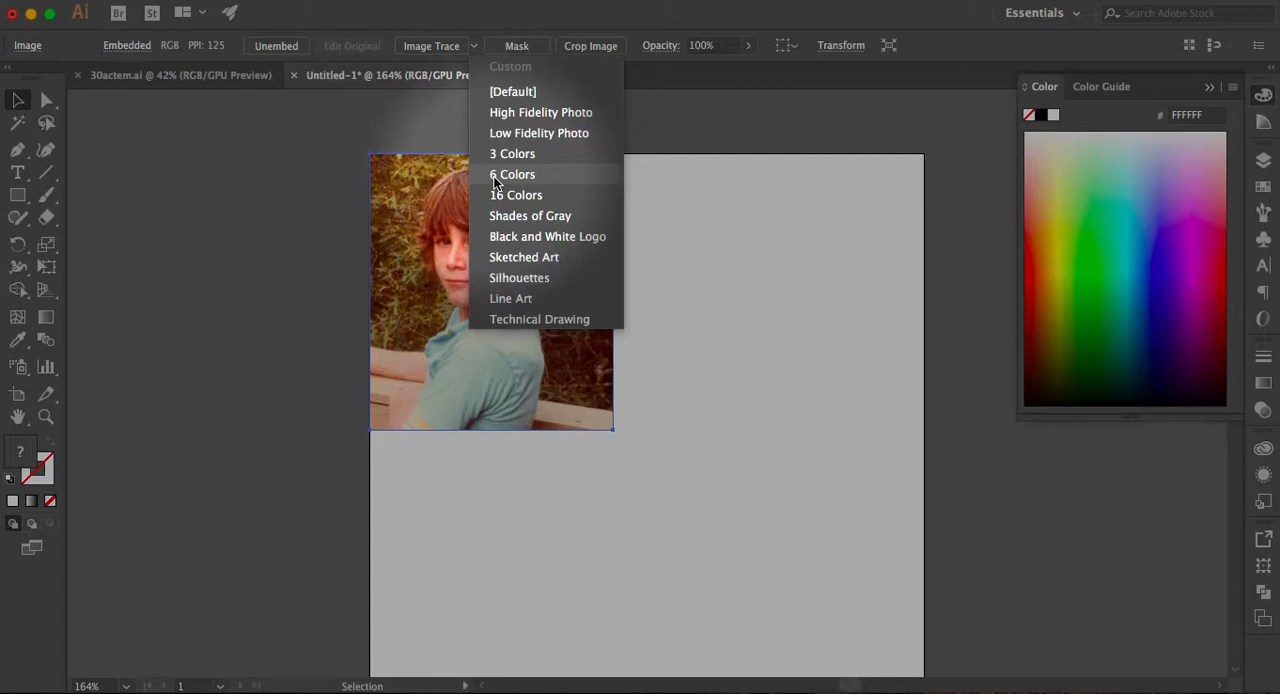 Ai Br St Essentials Search Adobe Stock
Image Embedded RGB PPI: 125 Unembed Edit Original Image Trace Mask Crop Image Opacity: 100% Transform
30actem.ai @ 42% (RGB/GPU Preview) Untitled-1* @ 164% (RGB/GPU Pre
Custom
[Default]
High Fidelity Photo
Low Fidelity Photo
3 Colors
6 Colors
16 Colors
Shades of Gray
Black and White Logo
Sketched Art
Silhouettes
Line Art
Technical Drawing
Color Color Guide
# FFFFFF
?
164% 1 Selection